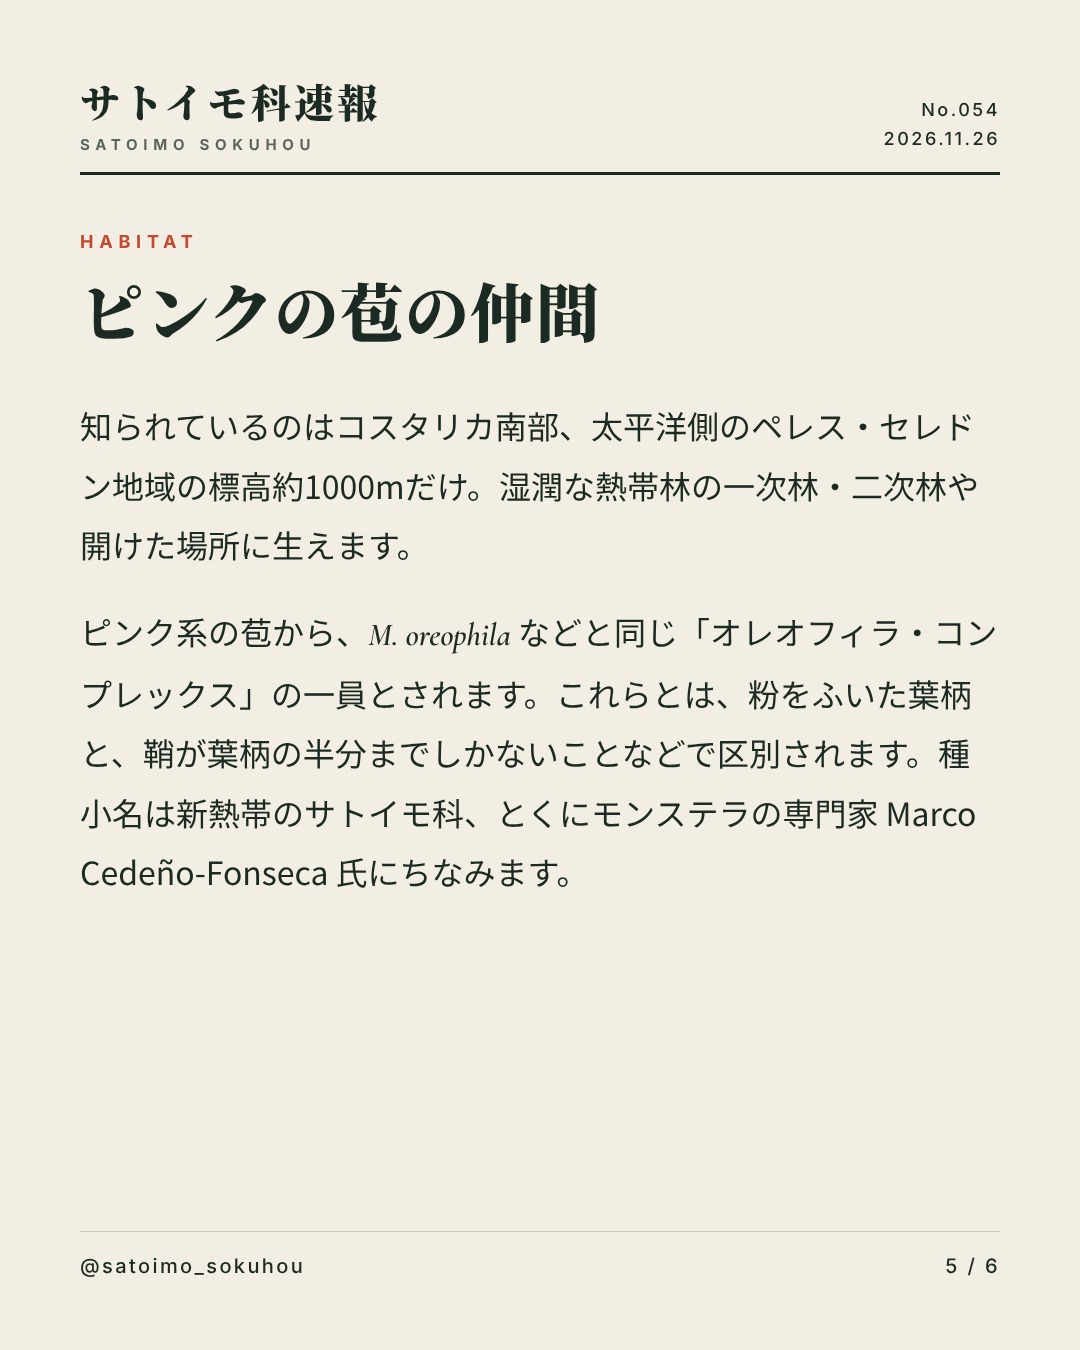 サトイモ科速報
SATOIMO SOKUHOU
No.054
2026.11.26
HABITAT
ピンクの苞の仲間
知られているのはコスタリカ南部、太平洋側のペレス・セレド
ン地域の標高約1000mだけ。湿潤な熱帯林の一次林・二次林や
開けた場所に生えます。
ピンク系の苞から、M. oreophila などと同じ「オレオフィラ・コン
プレックス」の一員とされます。これらとは、粉をふいた葉柄
と、鞘が葉柄の半分までしかないことなどで区別されます。種
小名は新熱帯のサトイモ科、とくにモンステラの専門家 Marco
Cedeño-Fonseca 氏にちなみます。
@satoimo_sokuhou
5 / 6